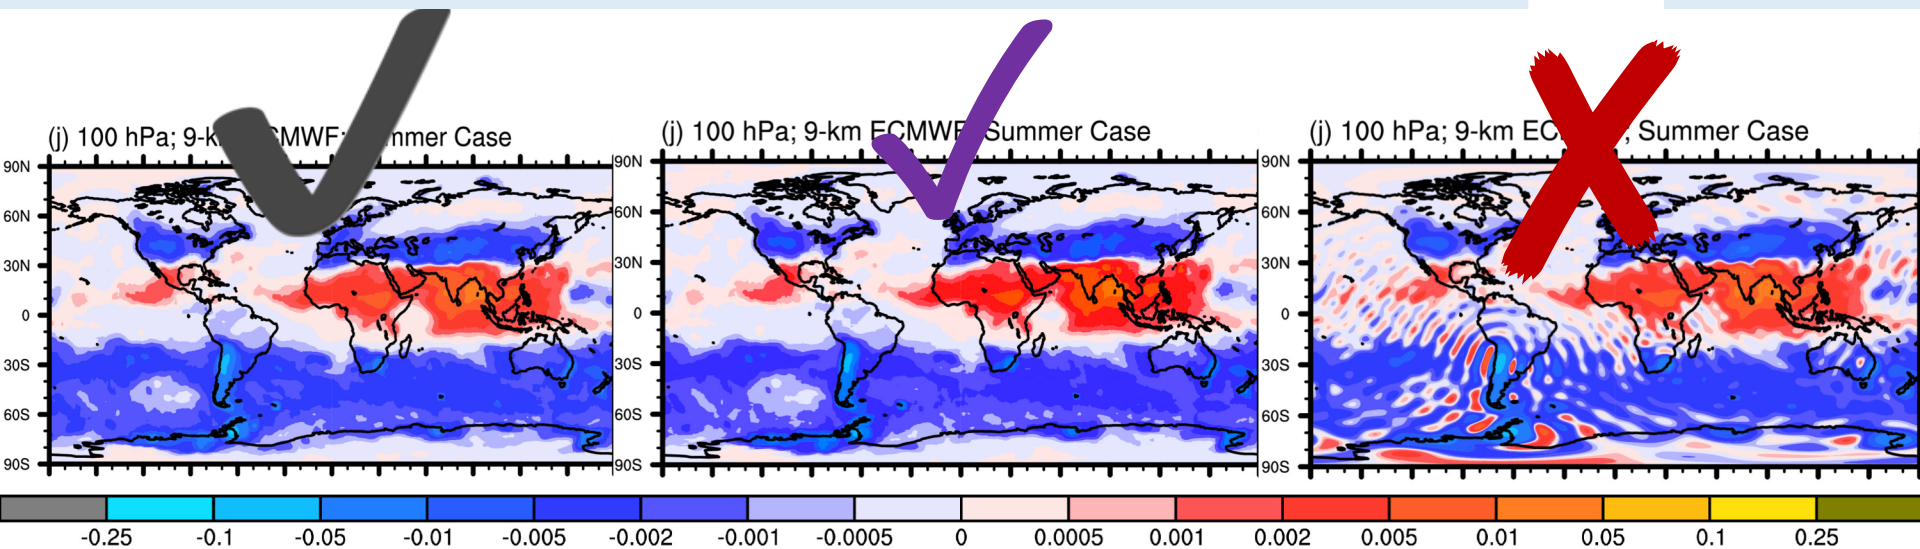 (j) 100 hPa; 9-k CMWF; mmer Case
(j) 100 hPa; 9-km ECMWF; Summer Case
(j) 100 hPa; 9-km EC , Summer Case
90N
60N
30N
0
30S
60S
90S
90N
60N
30N
0
30S
60S
90S
90N
60N
30N
0
30S
60S
90S
-0.25 -0.1 -0.05 -0.01 -0.005 -0.002 -0.001 -0.0005 0 0.0005 0.001 0.002 0.005 0.01 0.05 0.1 0.25